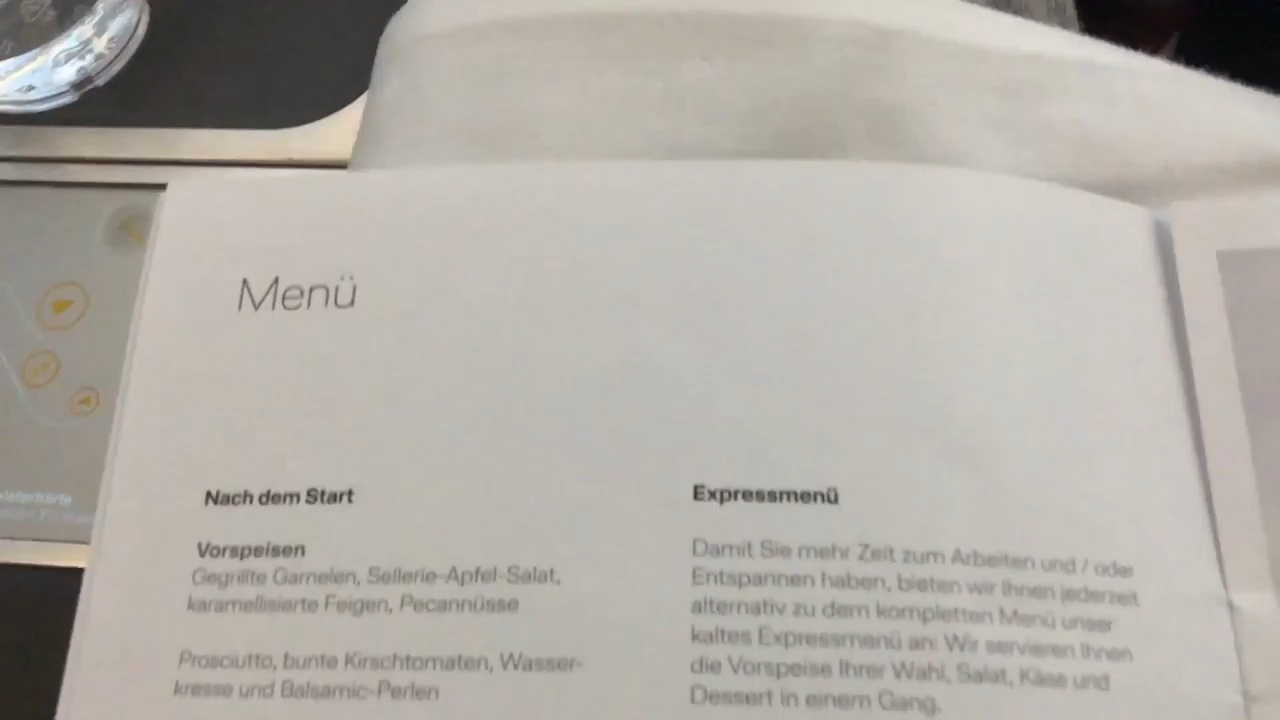 Menü
Nach dem Start
Vorspeisen
Gegrillte Garnelen, Sellerie-Apfel-Salat,
karamellisierte Feigen, Pecannüsse
Prosciutto, bunte Kirschtomaten, Wasser-
kresse und Balsamic-Perlen
Expressmenü
Damit Sie mehr Zeit zum Arbeiten und / oder
Entspannen haben, bieten wir Ihnen jederzeit
alternativ zu dem kompletten Menü unser
kaltes Expressmenü an: Wir servieren Ihnen
die Vorspeise Ihrer Wahl, Salat, Käse und
Dessert in einem Gang.